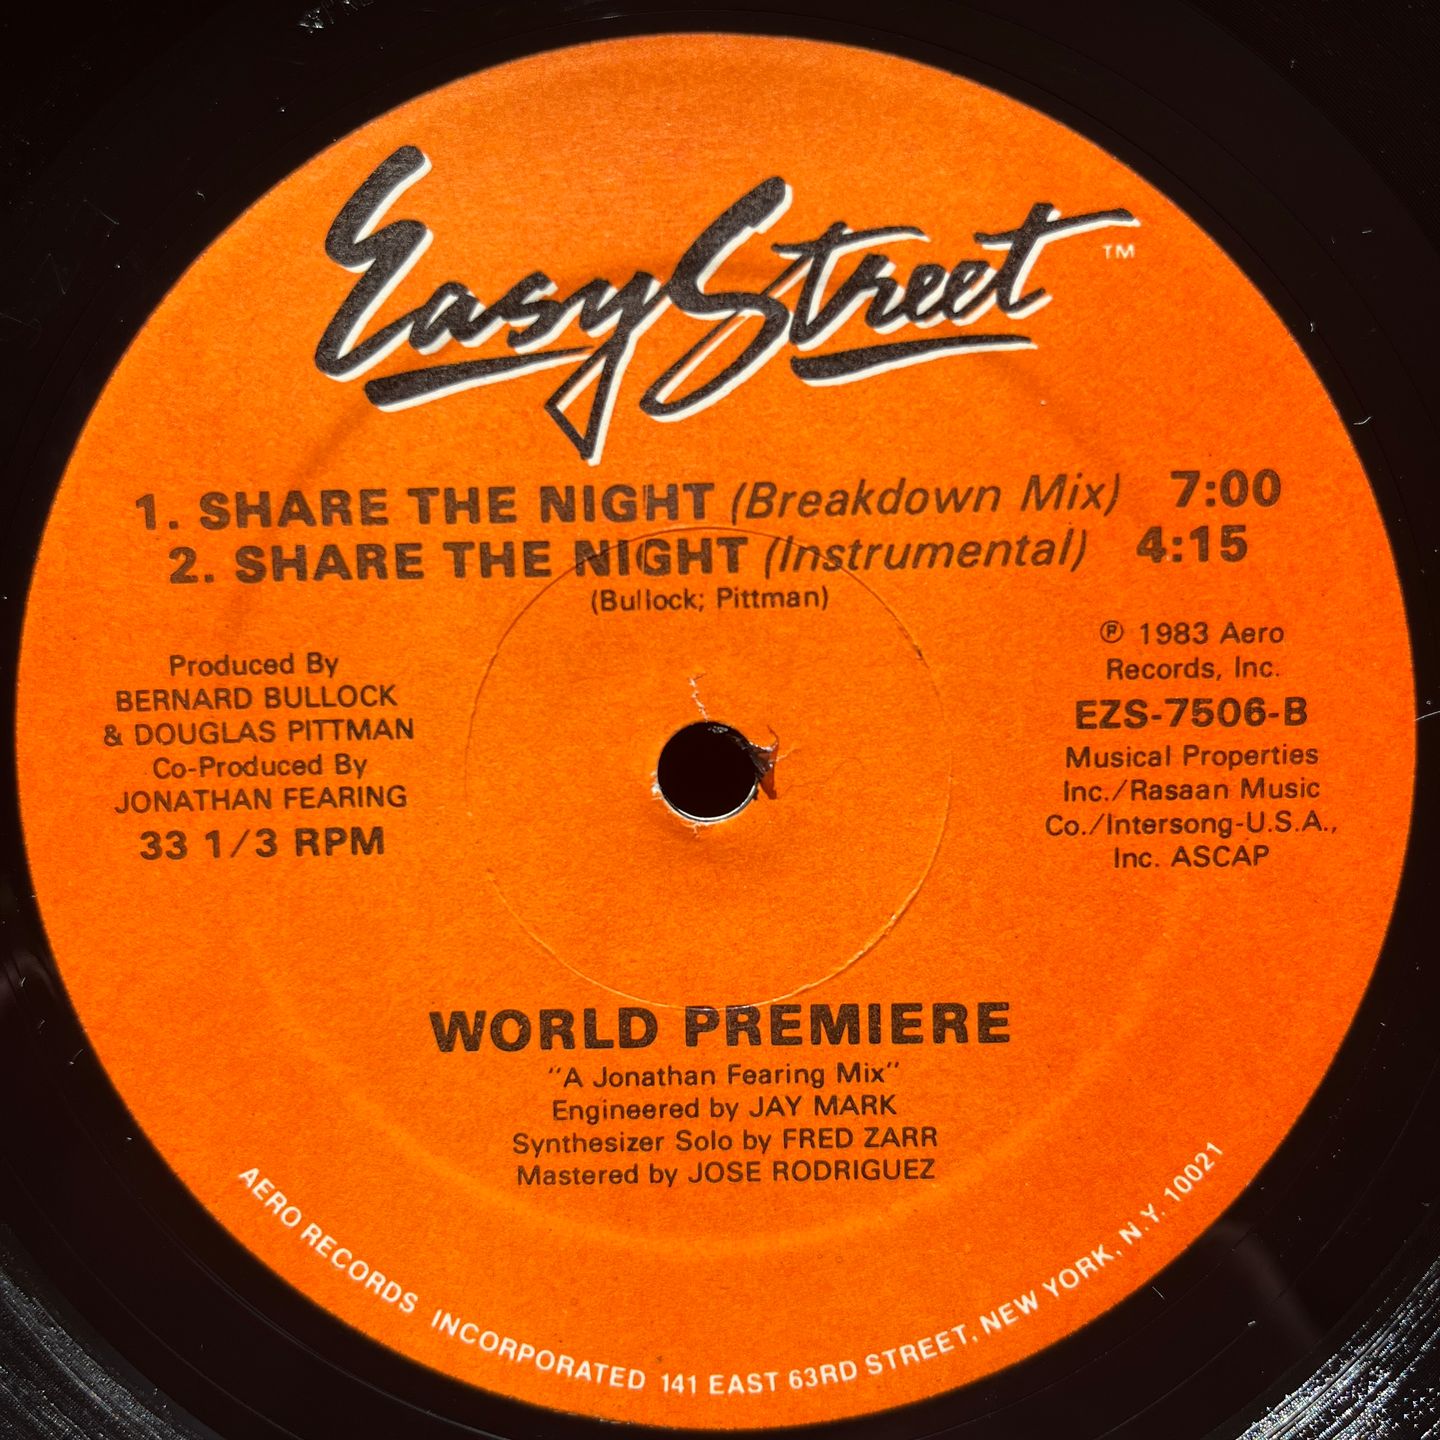 Easy Street ™
1. SHARE THE NIGHT (Breakdown Mix) 7:00
2. SHARE THE NIGHT (Instrumental) 4:15
(Bullock; Pittman)
Produced By
BERNARD BULLOCK
& DOUGLAS PITTMAN
Co-Produced By
JONATHAN FEARING
33 1/3 RPM
℗ 1983 Aero
Records, Inc.
EZS-7506-B
Musical Properties
Inc./Rasaan Music
Co./Intersong-U.S.A.,
Inc. ASCAP
WORLD PREMIERE
"A Jonathan Fearing Mix"
Engineered by JAY MARK
Synthesizer Solo by FRED ZARR
Mastered by JOSE RODRIGUEZ
AERO RECORDS INCORPORATED 141 EAST 63RD STREET, NEW YORK, N.Y. 10021